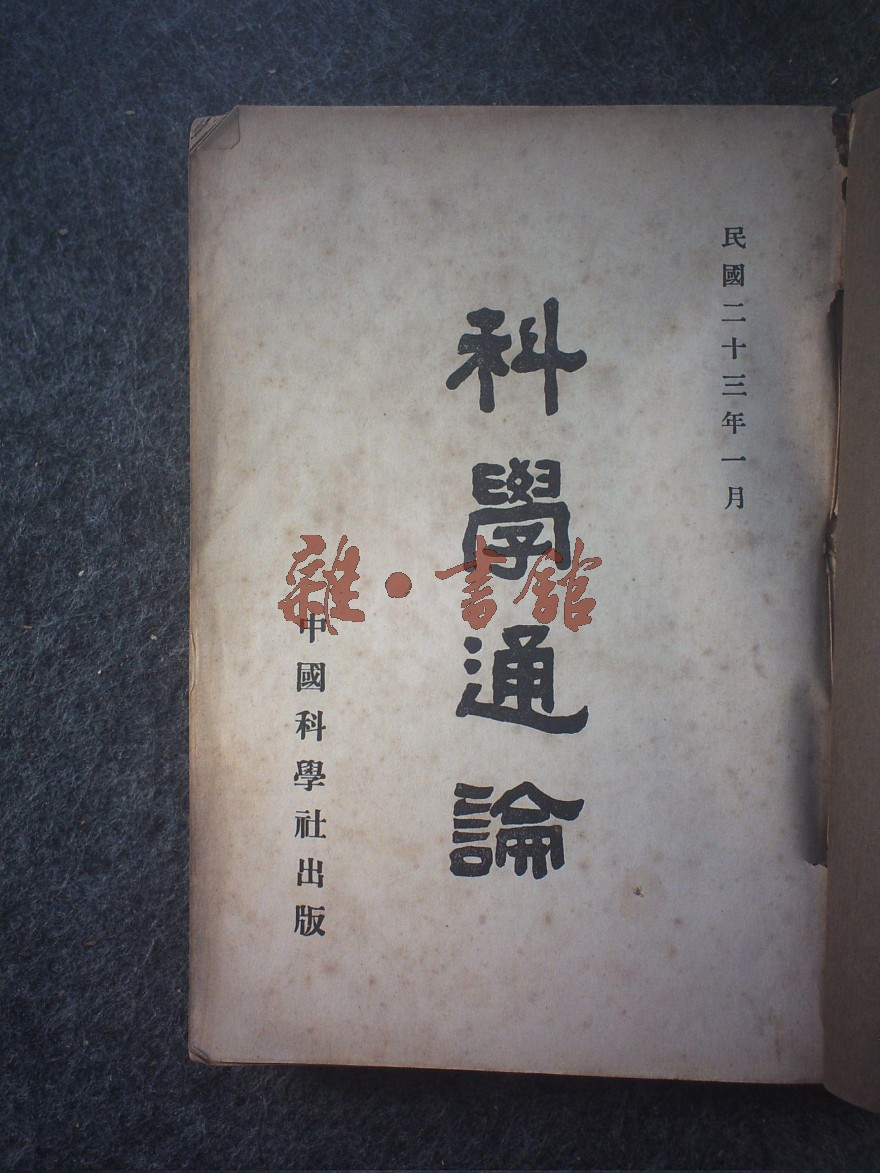 民國二十三年一月
科學通論
中國科學社出版
雜·書館